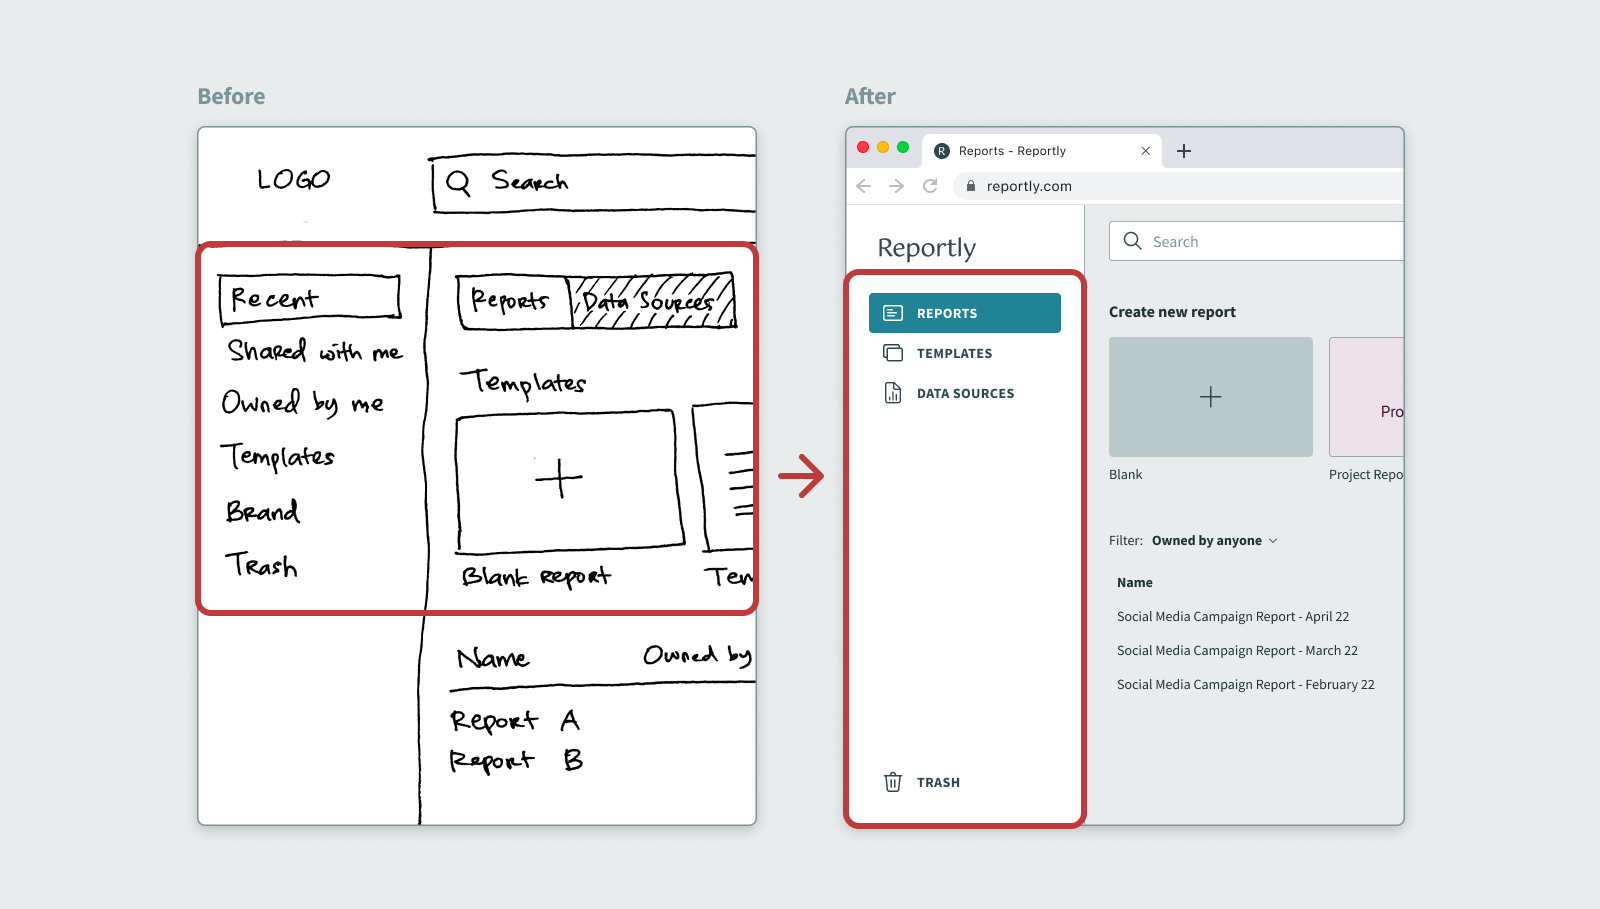 Before
LOGO
Search
Recent
Shared with me
Owned by me
Templates
Brand
Trash
Reports
Data Sources
Templates
Blank report
Tem
Name
Owned by
Report A
Report B
After
R
Reports - Reportly
reportly.com
Reportly
REPORTS
TEMPLATES
DATA SOURCES
TRASH
Search
Create new report
Pro
Blank
Project Repo
Filter: Owned by anyone
Name
Social Media Campaign Report - April 22
Social Media Campaign Report - March 22
Social Media Campaign Report - February 22